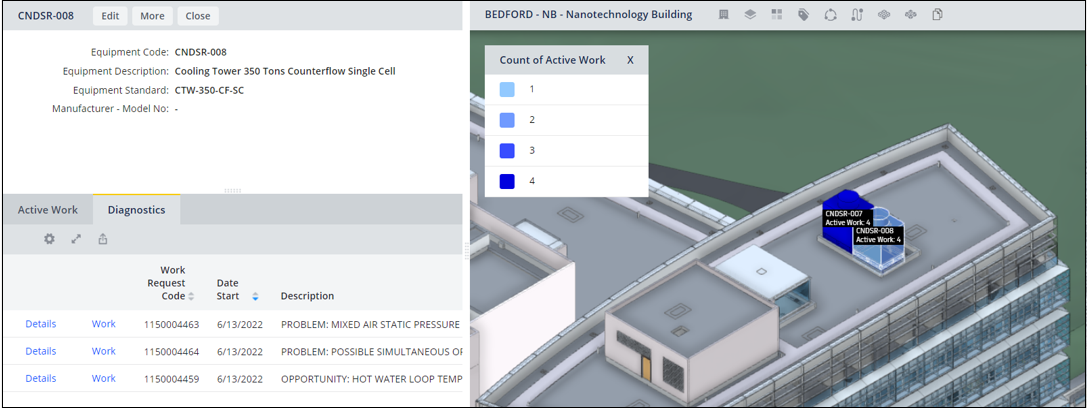 CNDSR-008 Edit More Close
Equipment Code: CNDSR-008
Equipment Description: Cooling Tower 350 Tons Counterflow Single Cell
Equipment Standard: CTW-350-CF-SC
Manufacturer - Model No: -
Active Work Diagnostics
Work Request Code Date Start Description
Details Work 1150004463 6/13/2022 PROBLEM: MIXED AIR STATIC PRESSURE
Details Work 1150004464 6/13/2022 PROBLEM: POSSIBLE SIMULTANEOUS OF
Details Work 1150004459 6/13/2022 OPPORTUNITY: HOT WATER LOOP TEMP
BEDFORD - NB - Nanotechnology Building
Count of Active Work X
1
2
3
4
CNDSR-007
Active Work: 4
CNDSR-008
Active Work: 4